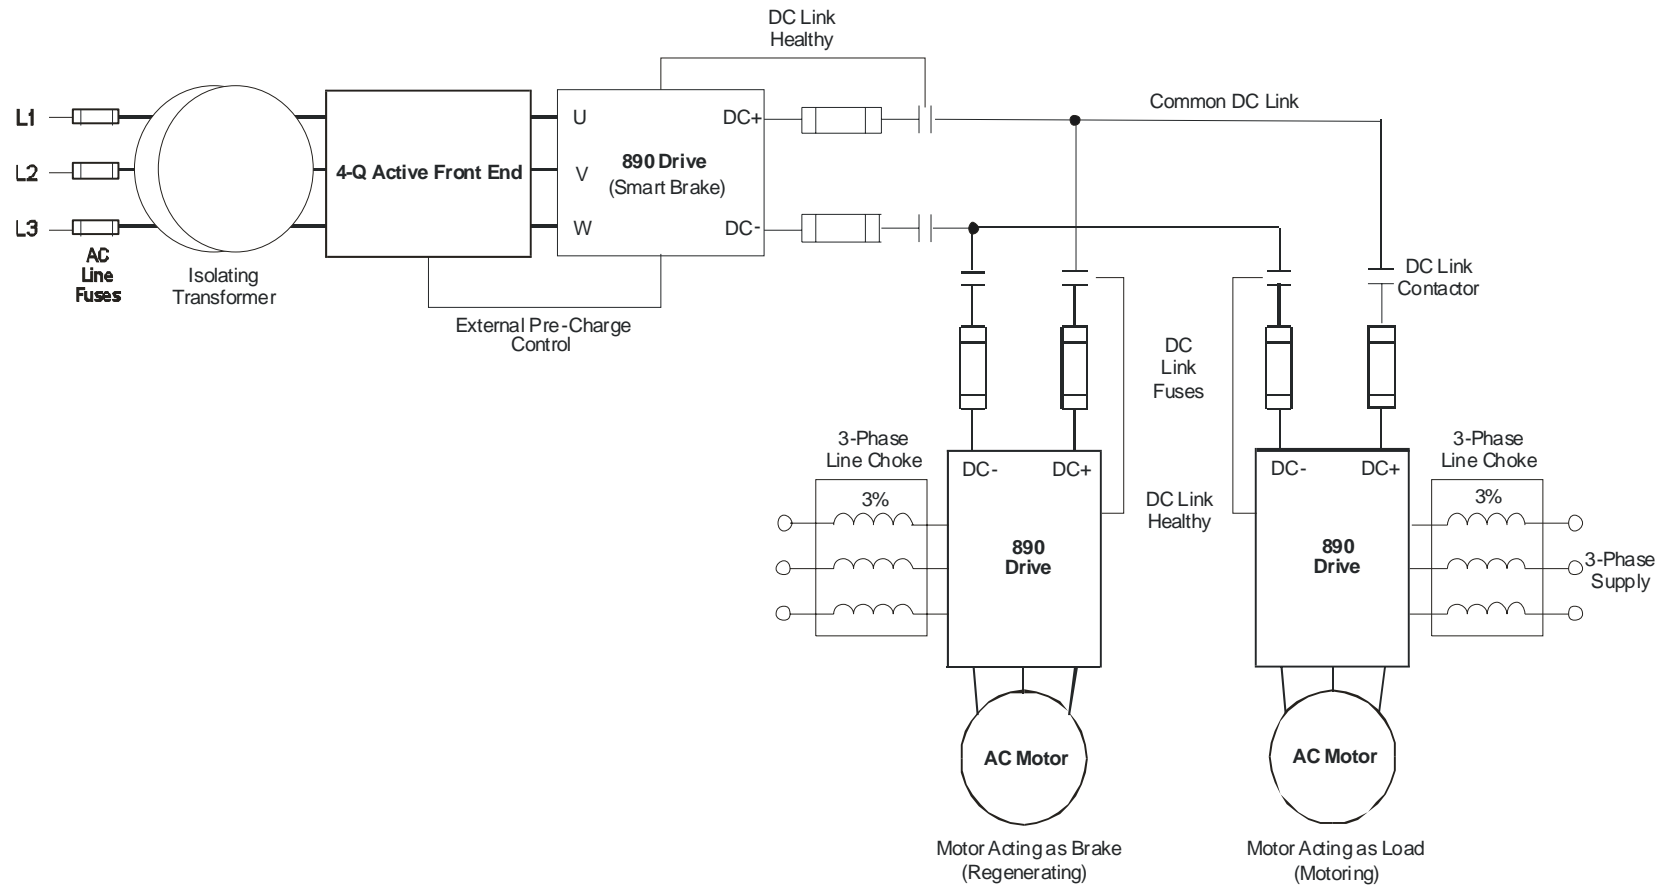 DC Link
Healthy
Common DC Link
L1
L2
L3
AC
Line
Fuses
Isolating
Transformer
4-Q Active Front End
U
V
W
890 Drive
(Smart Brake)
DC+
DC-
External Pre-Charge
Control
DC Link
Contactor
DC
Link
Fuses
3-Phase
Line Choke
3%
DC-
DC+
890
Drive
DC Link
Healthy
DC-
DC+
890
Drive
3-Phase
Line Choke
3%
3-Phase
Supply
AC Motor
AC Motor
Motor Acting as Brake
(Regenerating)
Motor Acting as Load
(Motoring)